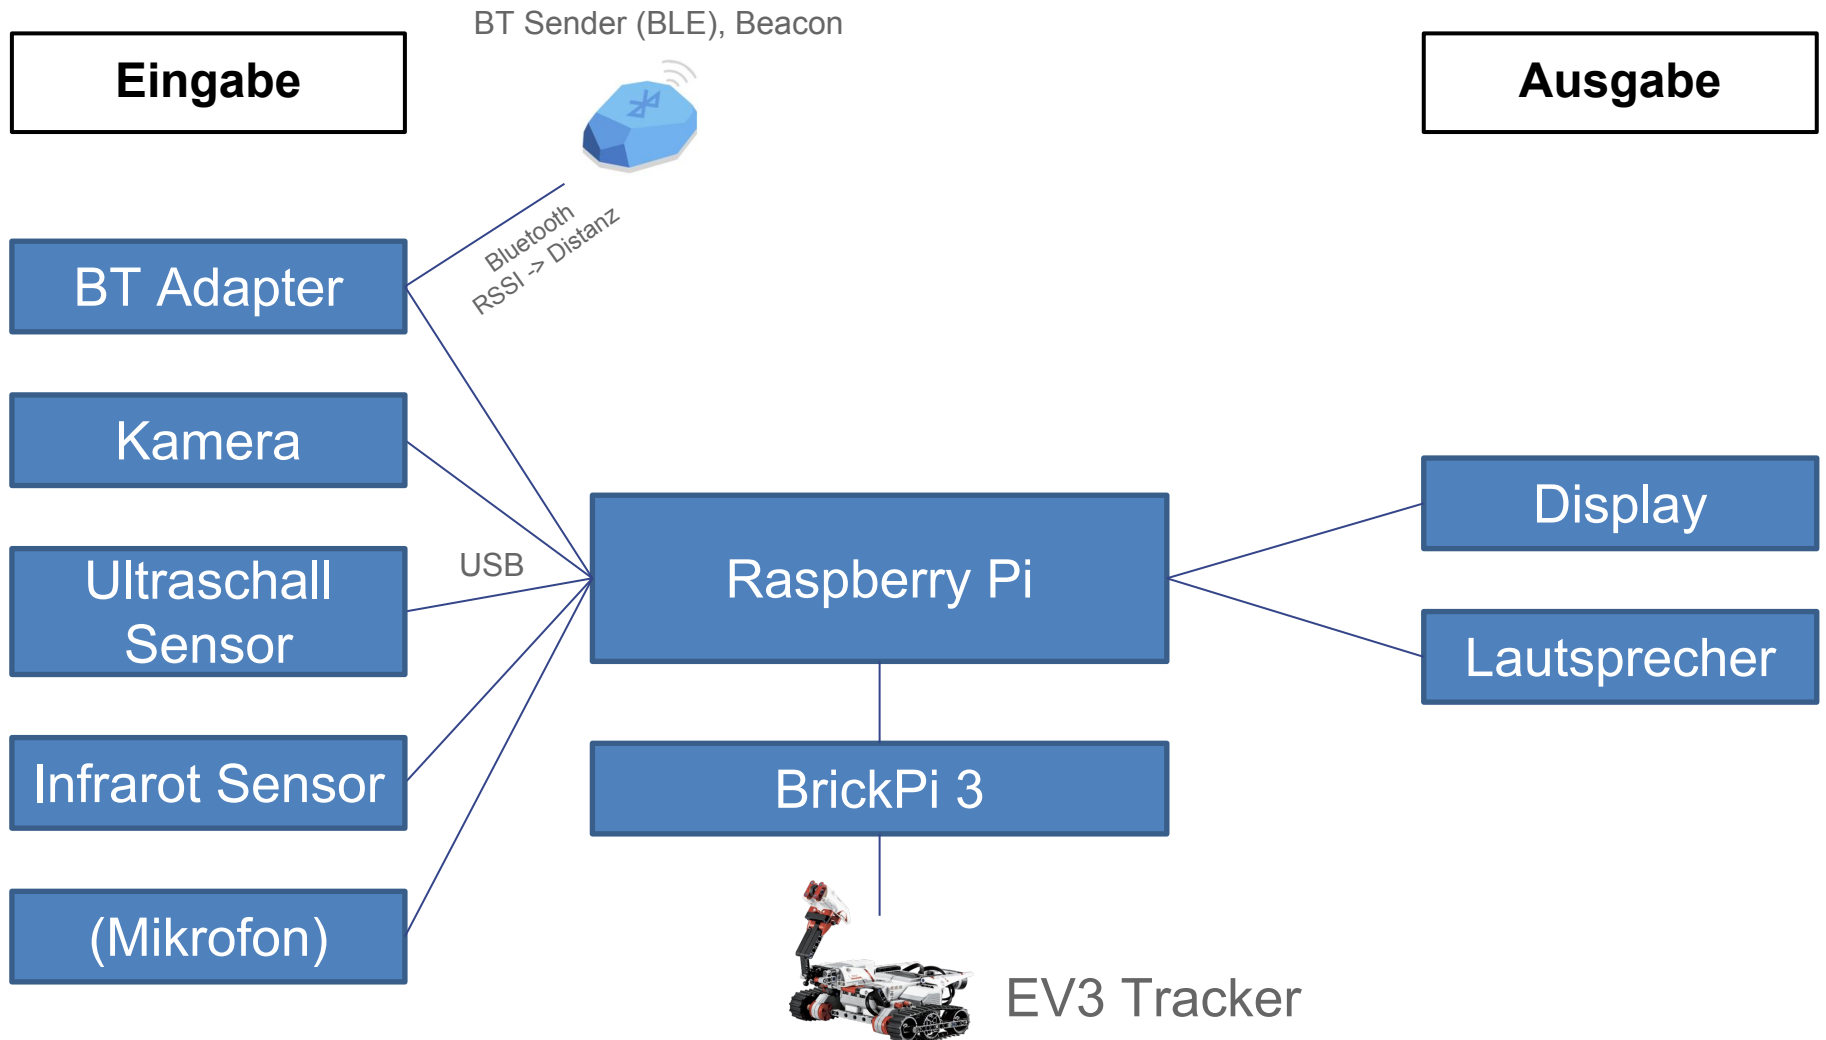 BT Sender (BLE), Beacon
Eingabe
Ausgabe
Bluetooth
RSSI -> Distanz
BT Adapter
Kamera
Ultraschall
Sensor
USB
Infrarot Sensor
(Mikrofon)
Raspberry Pi
BrickPi 3
EV3 Tracker
Display
Lautsprecher